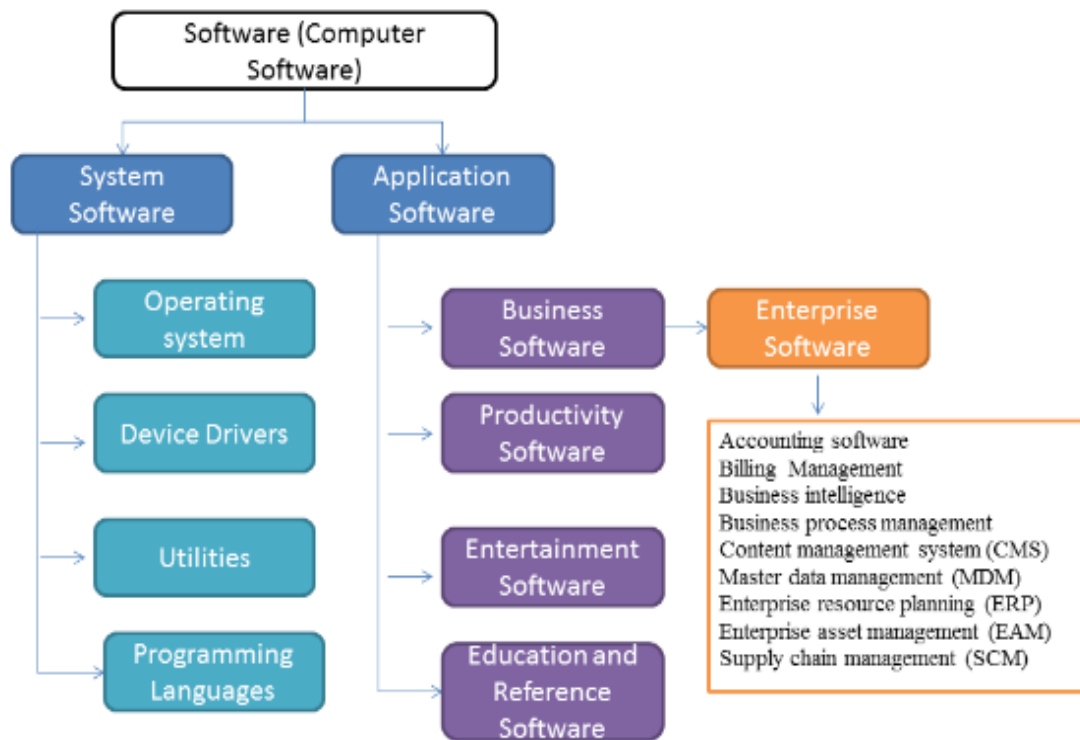 Software (Computer
Software)
System
Software
Application
Software
Operating
system
Device Drivers
Utilities
Programming
Languages
Business
Software
Productivity
Software
Entertainment
Software
Education and
Reference
Software
Enterprise
Software
Accounting software
Billing Management
Business intelligence
Business process management
Content management system (CMS)
Master data management (MDM)
Enterprise resource planning (ERP)
Enterprise asset management (EAM)
Supply chain management (SCM)